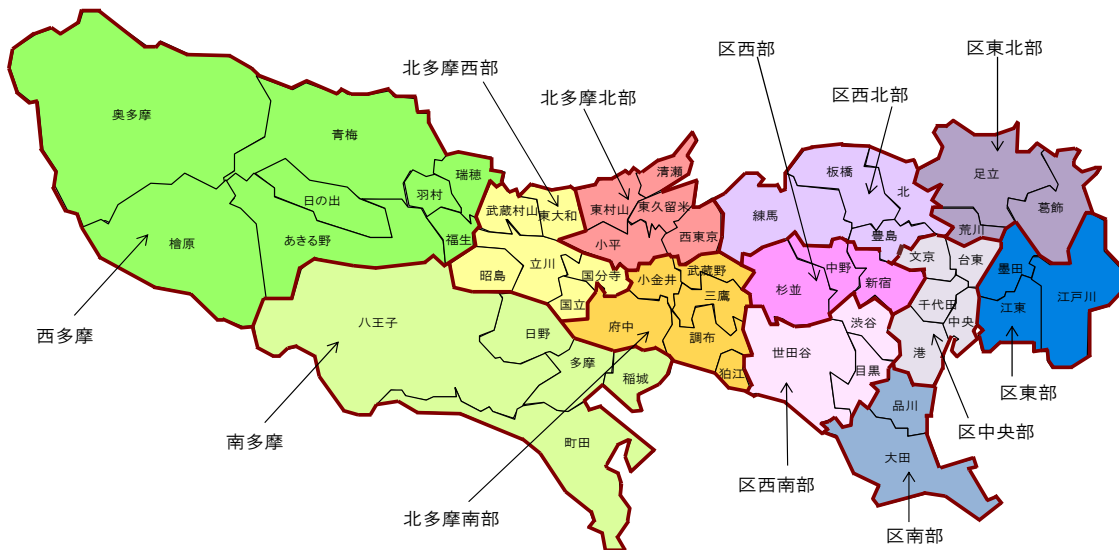 区東北部
区西部
北多摩西部
区西北部
北多摩北部
奥多摩
青梅
清瀬
板橋
足立
瑞穂
北
羽村
日の出
武蔵村山
東大和
東村山
東久留米
練馬
葛飾
荒川
福生
あきる野
小平
西東京
豊島
檜原
文京
台東
昭島
立川
国分寺
小金井
武蔵野
中野
新宿
墨田
江戸川
西多摩
国立
三鷹
杉並
千代田
江東
中央
八王子
日野
府中
調布
渋谷
世田谷
港
多摩
稲城
狛江
目黒
区東部
品川
南多摩
町田
区中央部
大田
区西南部
北多摩南部
区南部